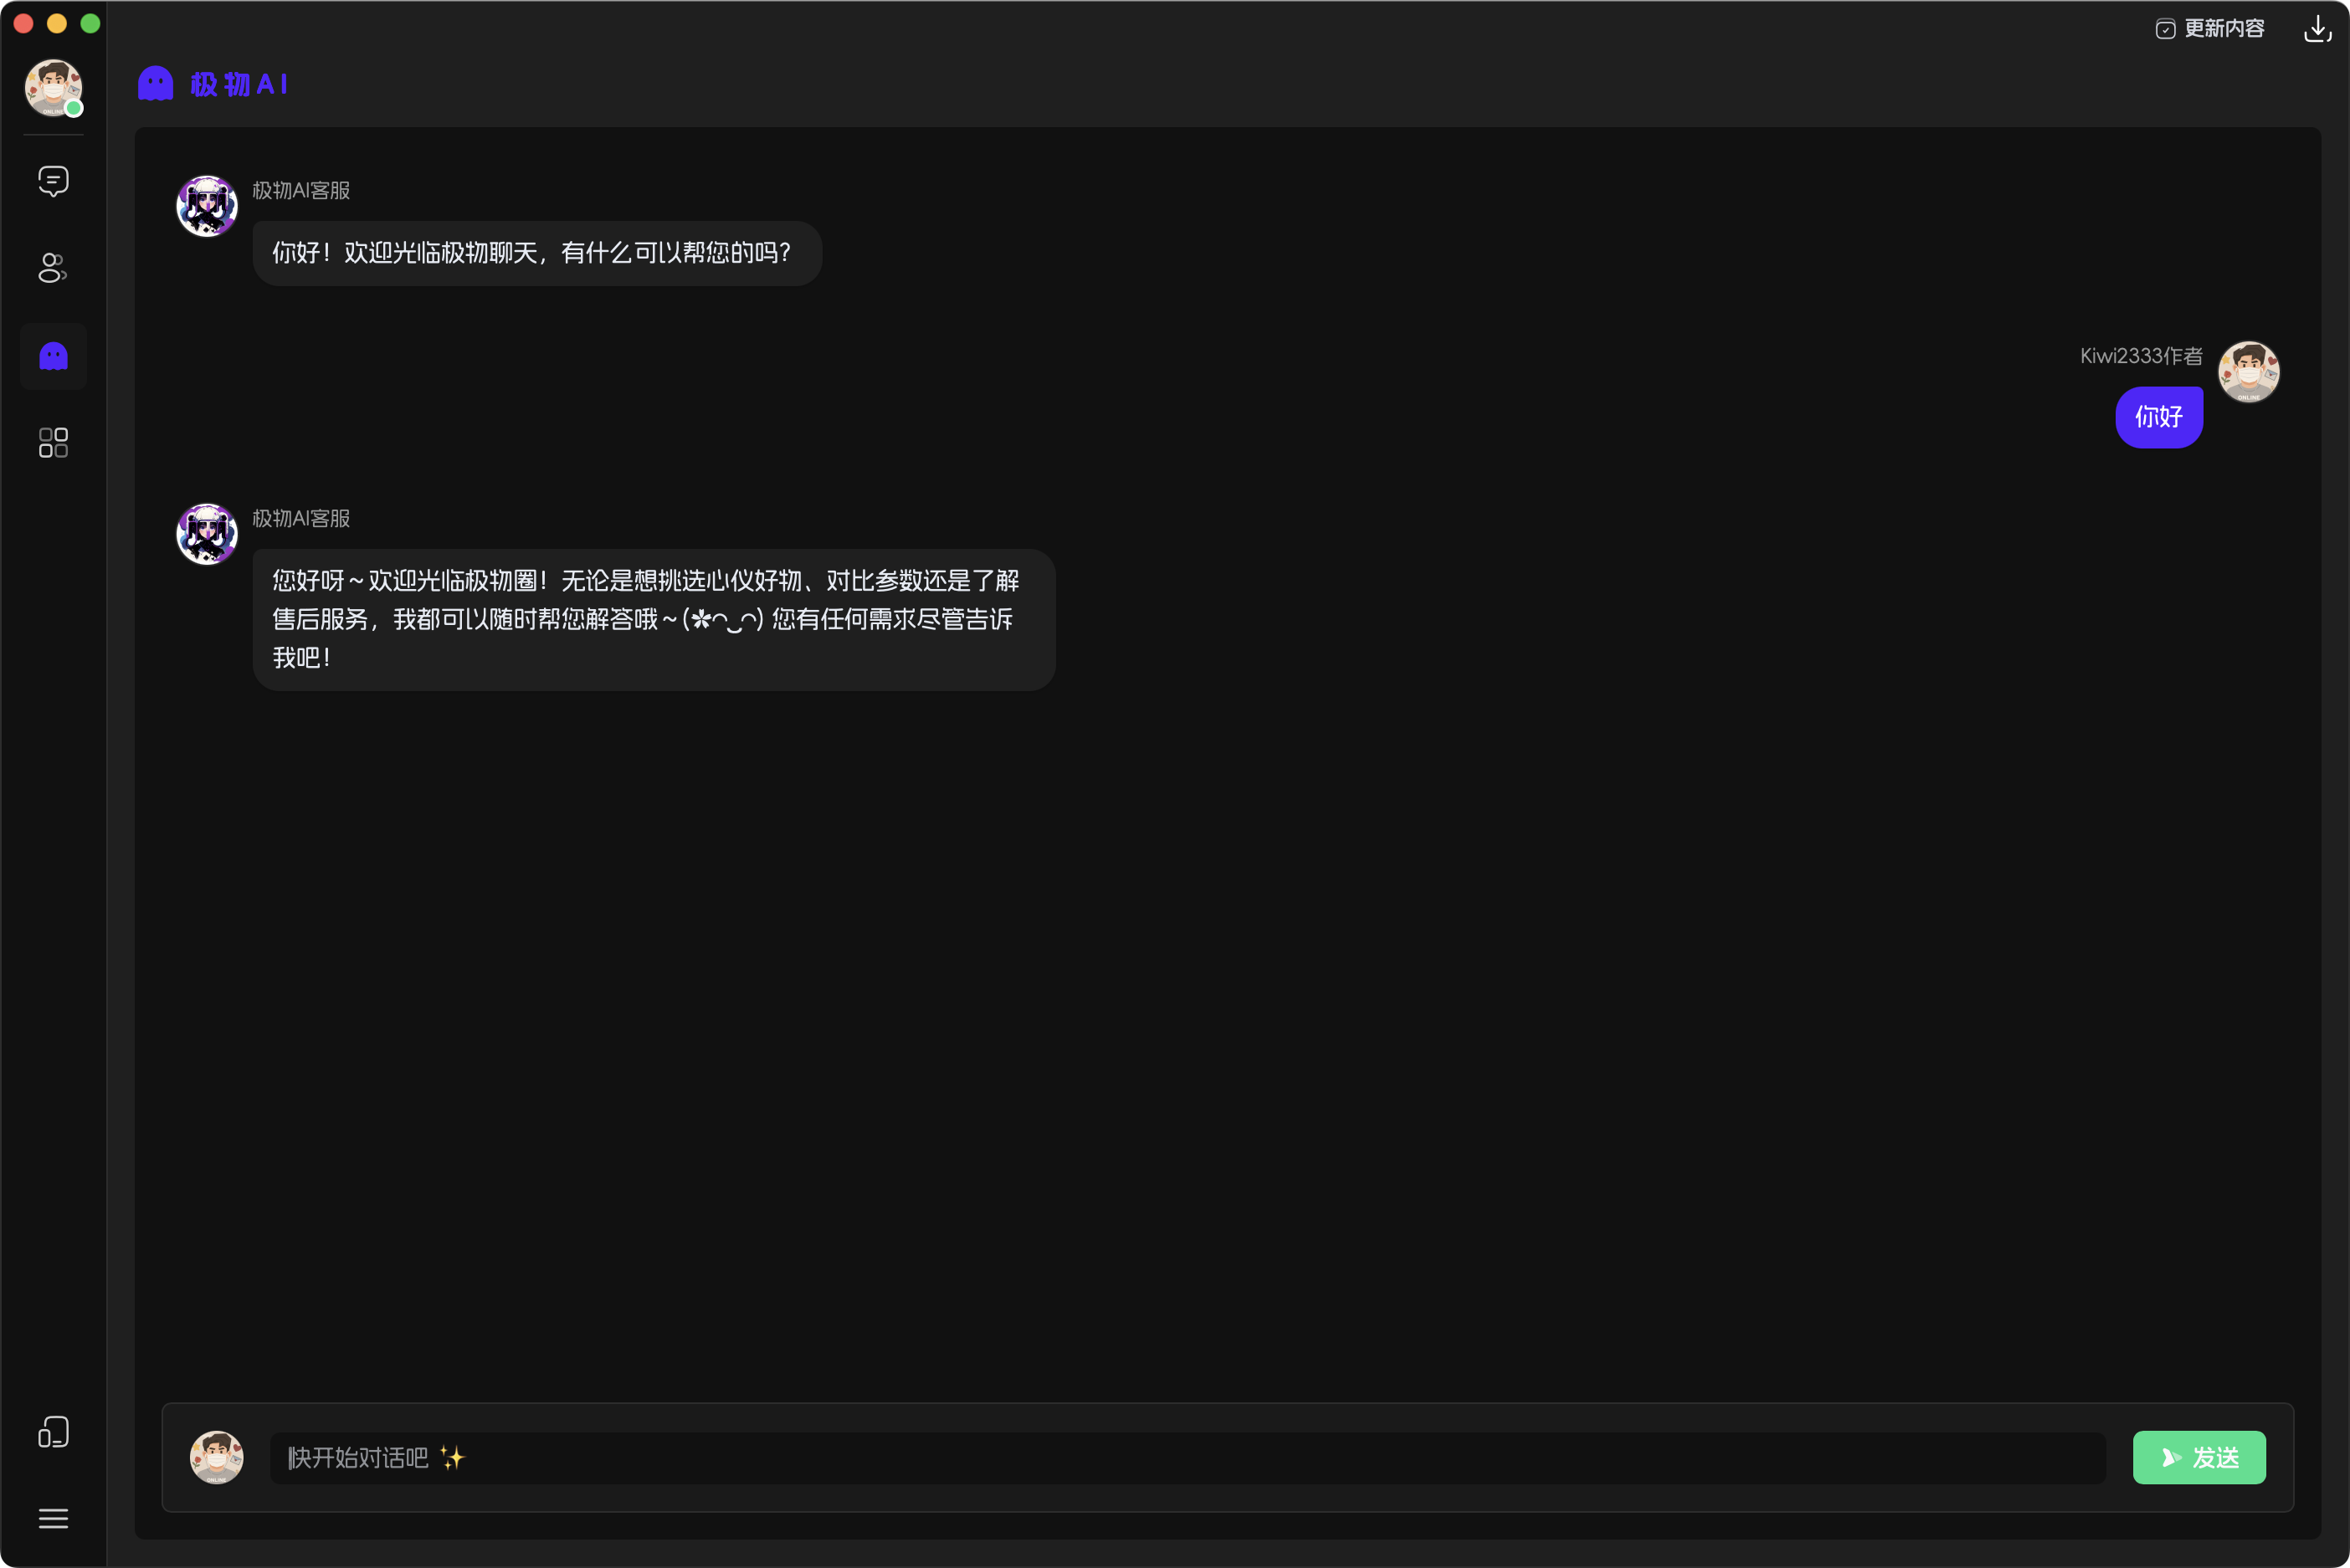 更新内容
极物AI
极物AI客服
你好！欢迎光临极物聊天，有什么可以帮您的吗？
Kiwi2333作者
你好
极物AI客服
您好呀～欢迎光临极物圈！无论是想挑选心仪好物、对比参数还是了解
售后服务，我都可以随时帮您解答哦～(✿◠‿◠) 您有任何需求尽管告诉
我吧！
快开始对话吧 ✨
发送
ONLINE